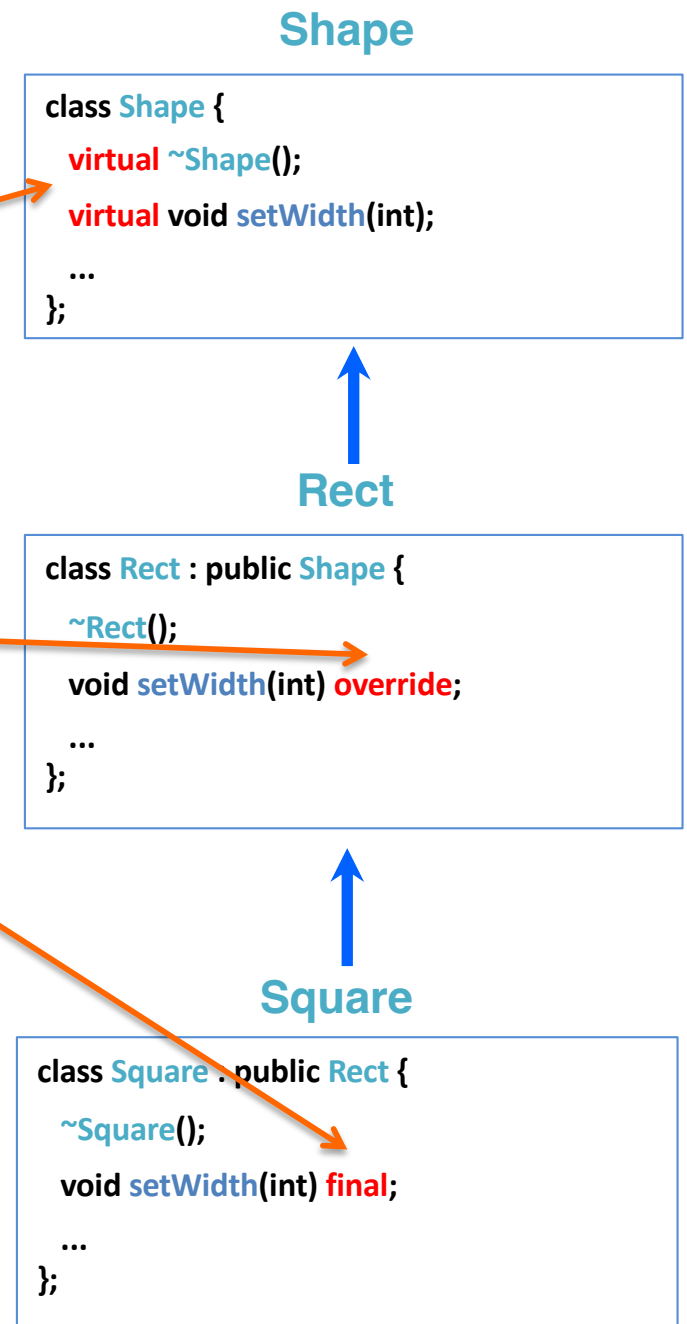 Shape
class Shape {
virtual ~Shape();
virtual void setWidth(int);
...
};
Rect
class Rect : public Shape {
~Rect();
void setWidth(int) override;
...
};
Square
class Square : public Rect {
~Square();
void setWidth(int) final;
...
};